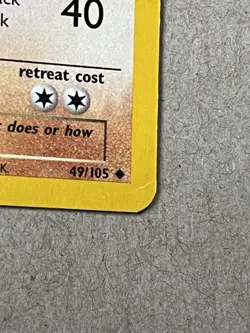 40
retreat cost
does or how
49/105